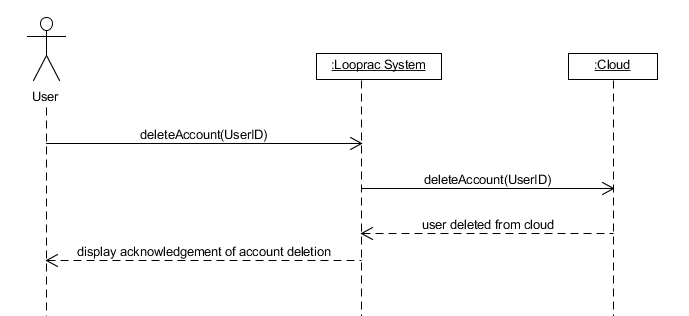 :Looprac System
:Cloud
User
deleteAccount(UserID)
deleteAccount(UserID)
user deleted from cloud
display acknowledgement of account deletion